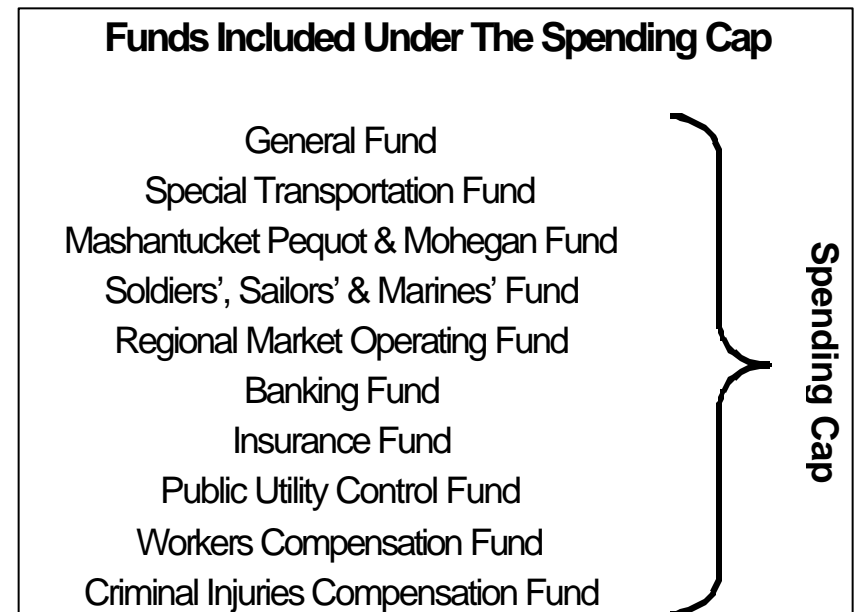 Funds Included Under The Spending Cap
General Fund
Special Transportation Fund
Mashantucket Pequot & Mohegan Fund
Soldiers’, Sailors’ & Marines’ Fund
Regional Market Operating Fund
Banking Fund
Insurance Fund
Public Utility Control Fund
Workers Compensation Fund
Criminal Injuries Compensation Fund
Spending Cap